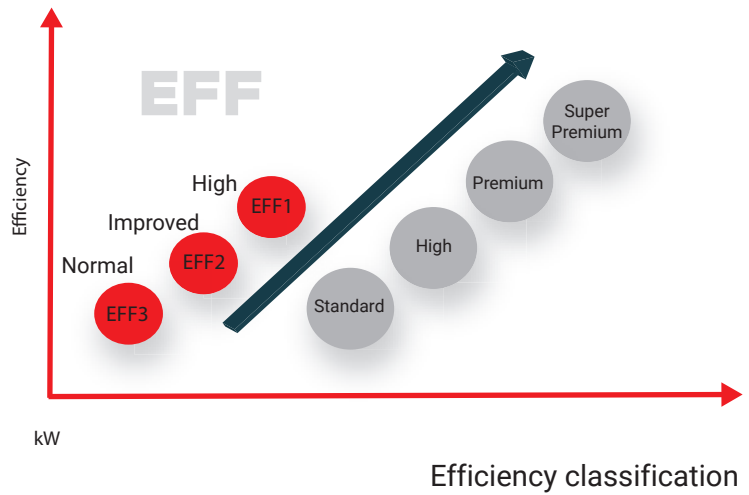 EFF
Super
Premium
Premium
High
EFF1
Improved
High
Normal
EFF2
EFF3
Standard
Efficiency
kW
Efficiency classification